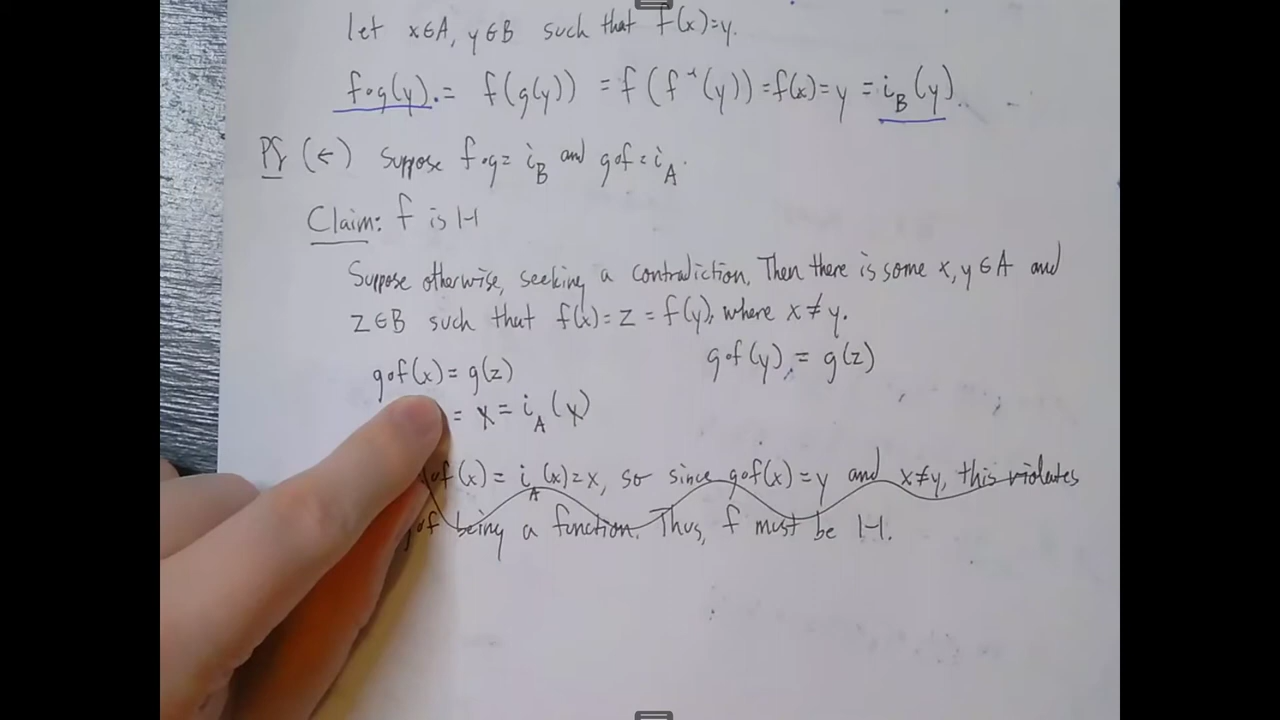 let x∈A, y∈B such that f(x)=y.
f∘g(y). = f(g(y)) = f(f⁻¹(y)) = f(x) = y = i_B(y).
Pf (←) Suppose f∘g = i_B and g∘f = i_A.
Claim: f is 1-1
Suppose otherwise, seeking a contradiction. Then there is some x, y ∈ A and
z∈B such that f(x) = z = f(y), where x ≠ y.
g∘f(x) = g(z) g∘f(y) = g(z)
= x = i_A(x)
g∘f(x) = i_A(x) = x, so since g∘f(x) = y and x≠y, this violates
g∘f being a function. Thus, f must be 1-1.